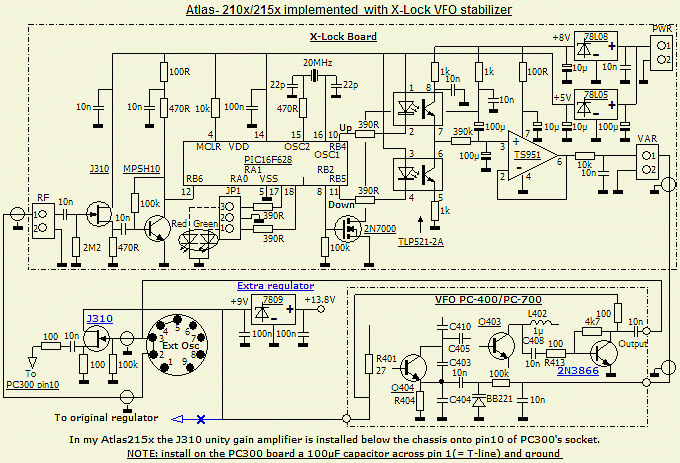 Atlas- 210x/215x implemented with X-Lock VFO stabilizer
X-Lock Board
PWR
+8V
78L08
1
2
10µ
10µ
+5V
78L05
10µ
10µ
20MHz
22p
22p
100R
10n
10n
470R
10k
100n
470R
1k
10n
1k
10n
100R
100µ
4
14
15
16
10
MCLR
VDD
OSC2
OSC1
RB4
PIC16F628
RA1
RB6
RA0
VSS
RB2
RB5
12
5
17
18
8
11
Up
390R
390R
Down
1
8
2
7
3
6
4
5
390k
100µ
1k
TLP521-2A
3
7
2
4
6
TS951
10k
10n
VAR.
1
2
J310
MPSH10
RF
1
2
10n
10n
100k
2M2
470R
JP1
3
2
1
Red
Green
390R
390R
100k
2N7000
Extra regulator
+9V
7809
+13.8V
100n
100n
J310
100
10n
100
100k
To
PC300 pin10
Ext Osc
1
2
3
4
5
6
7
8
9
VFO PC-400/PC-700
R401
27
O404
R404
C410
C405
C403
C404
10n
O403
L402
1µ
C408
10n
100
R413
4k7
100
10n
Output
2N3866
100k
BB221
10n
To original regulator
In my Atlas215x the J310 unity gain amplifier is installed below the chassis onto pin10 of PC300's socket.
NOTE: install on the PC300 board a 100µF capacitor across pin 1(= T-line) and ground